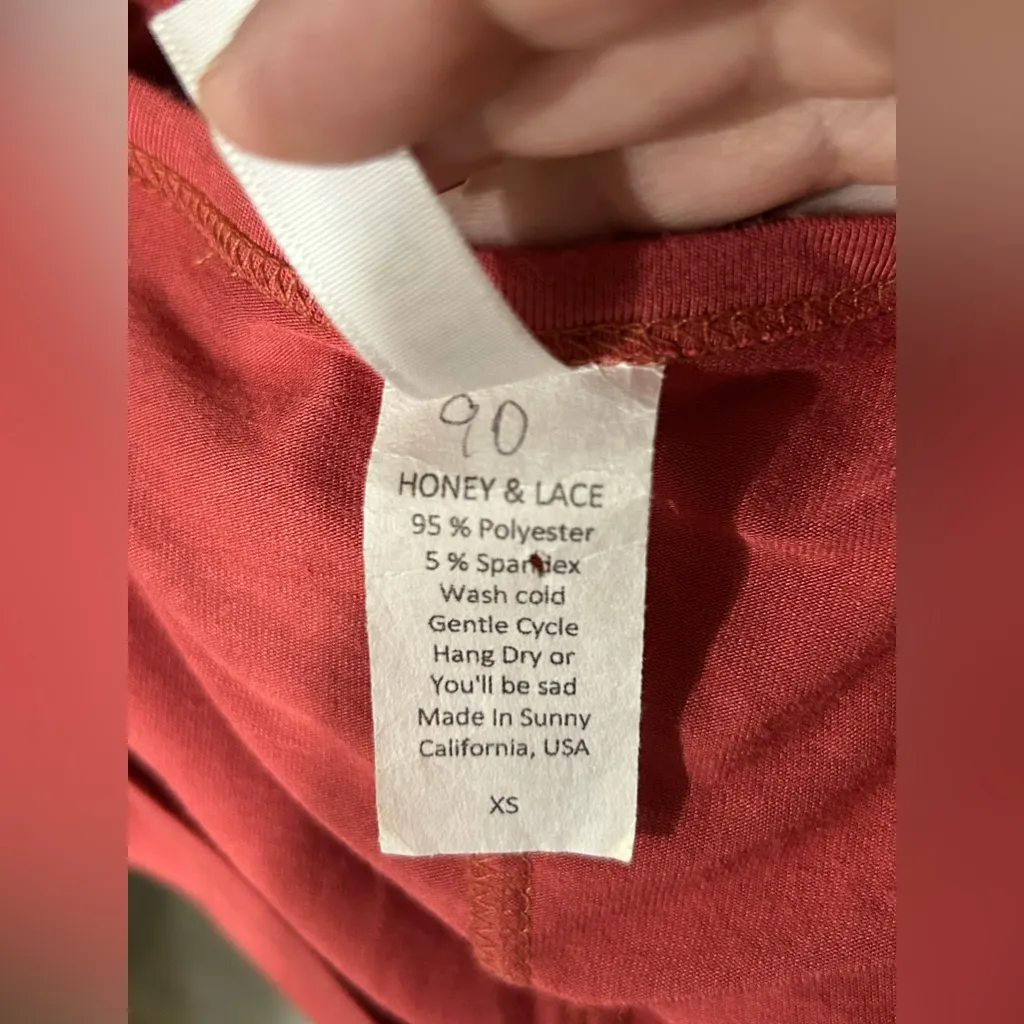 90
HONEY & LACE
95 % Polyester
5 % Spandex
Wash cold
Gentle Cycle
Hang Dry or
You'll be sad
Made In Sunny
California, USA
XS